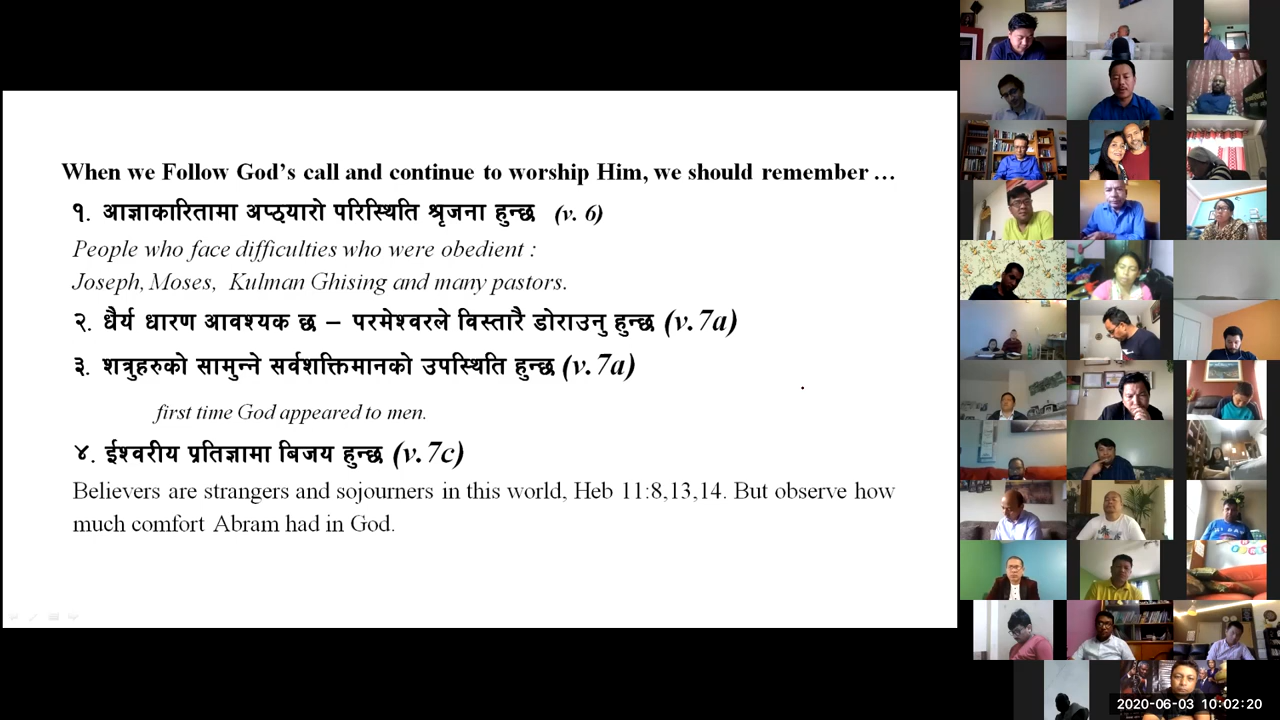 When we Follow God's call and continue to worship Him, we should remember …
१. आज्ञाकारितामा अप्ठ्यारो परिस्थिति श्रृजना हुन्छ (v. 6)
People who face difficulties who were obedient :
Joseph, Moses, Kulman Ghising and many pastors.
२. धैर्य धारण आवश्यक छ – परमेश्वरले विस्तारै डोराउनु हुन्छ (v.7a)
३. शत्रुहरुको सामुन्ने सर्वशक्तिमानको उपस्थिति हुन्छ (v.7a)
first time God appeared to men.
४. ईश्वरीय प्रतिज्ञामा बिजय हुन्छ (v.7c)
Believers are strangers and sojourners in this world, Heb 11:8,13,14. But observe how
much comfort Abram had in God.
2020-06-03 10:02:20